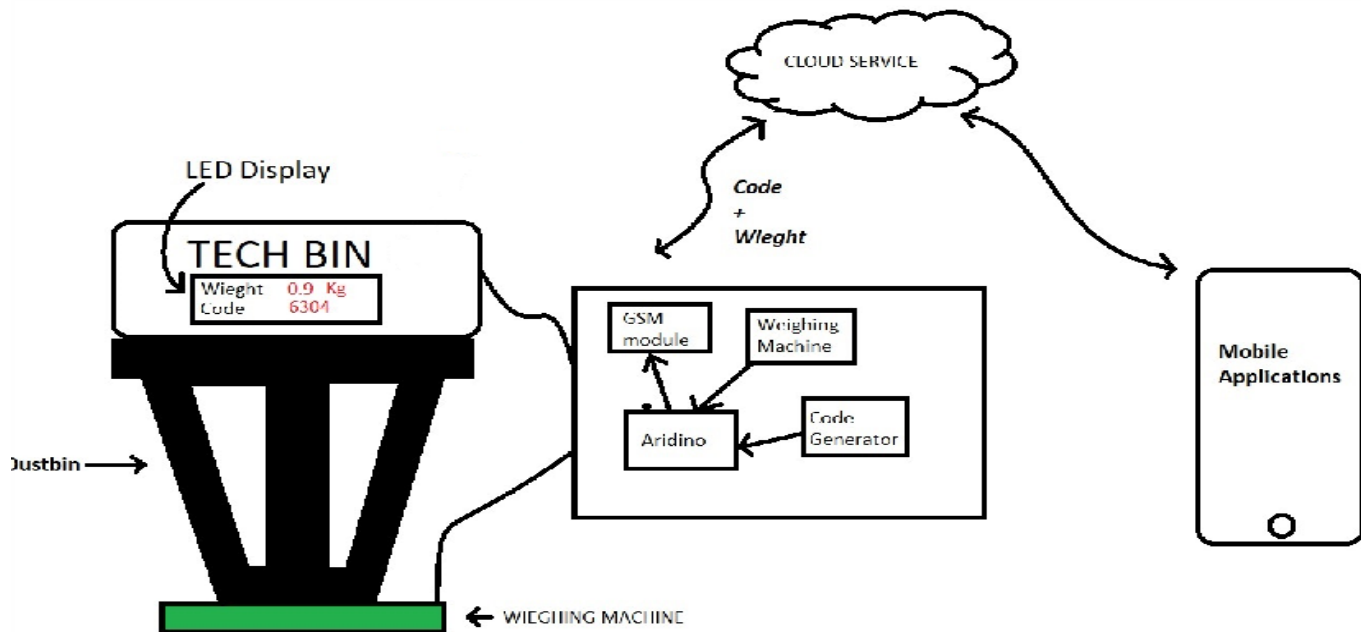 CLOUD SERVICE
LED Display
Code
+
Wleght
TECH BIN
Wieght 0.9 Kg
Code 6304
GSM
module
Weighing
Machine
Mobile
Applications
Aridino
Code
Generator
Dustbin
WIEGHING MACHINE